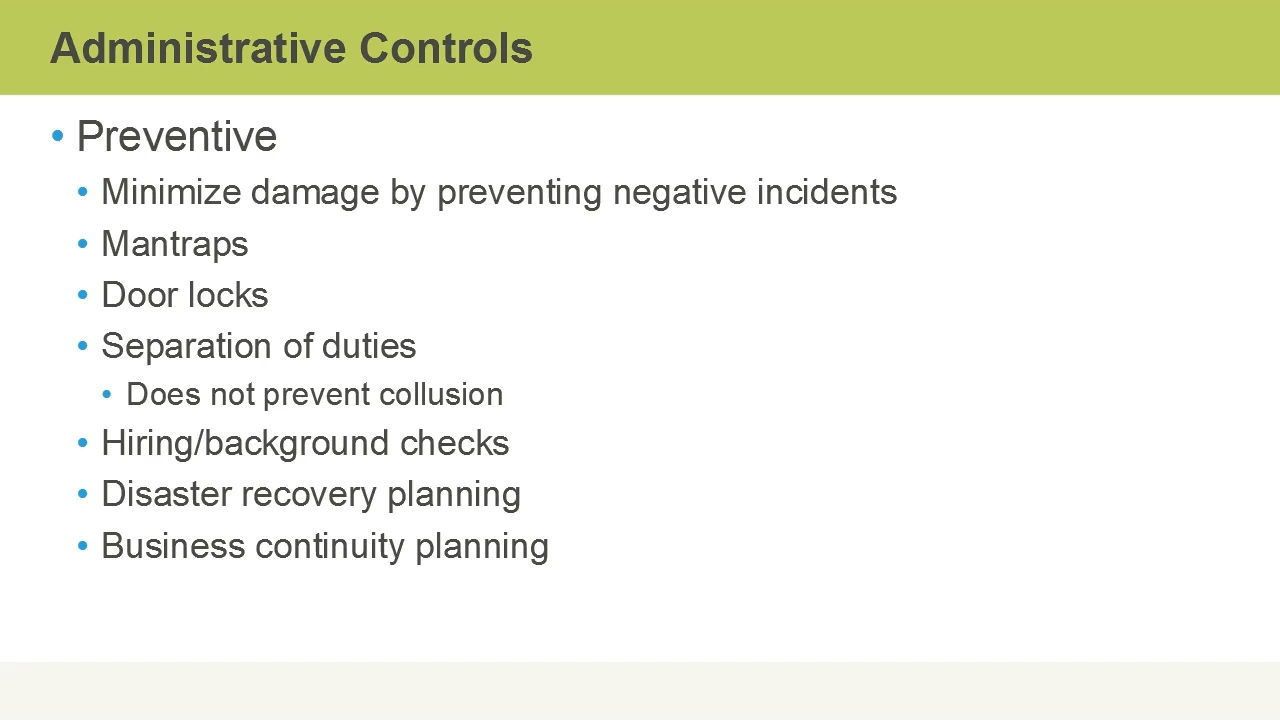 Administrative Controls
• Preventive
• Minimize damage by preventing negative incidents
• Mantraps
• Door locks
• Separation of duties
• Does not prevent collusion
• Hiring/background checks
• Disaster recovery planning
• Business continuity planning